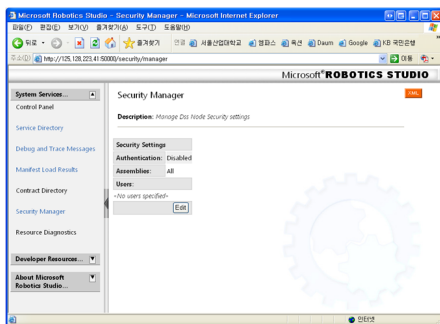 Microsoft Robotics Studio - Security Manager - Microsoft Internet Explorer
파일(F) 편집(E) 보기(V) 즐겨찾기(A) 도구(T) 도움말(H)
뒤로 즐겨찾기 연결 서울산업대학교 캠퍼스 옥션 Daum Google KB 국민은행
주소(D) http://125,128,223,41:50000/security/manager 이동
Microsoft® ROBOTICS STUDIO
System Services...
Control Panel
Service Directory
Debug and Trace Messages
Manifest Load Results
Contract Directory
Security Manager
Resource Diagnostics
Developer Resources...
About Microsoft Robotics Studio...
Security Manager
XML
Description: Manage Dss Node Security settings
Security Settings
Authentication: Disabled
Assemblies: All
Users:
-No users specified-
Edit
인터넷